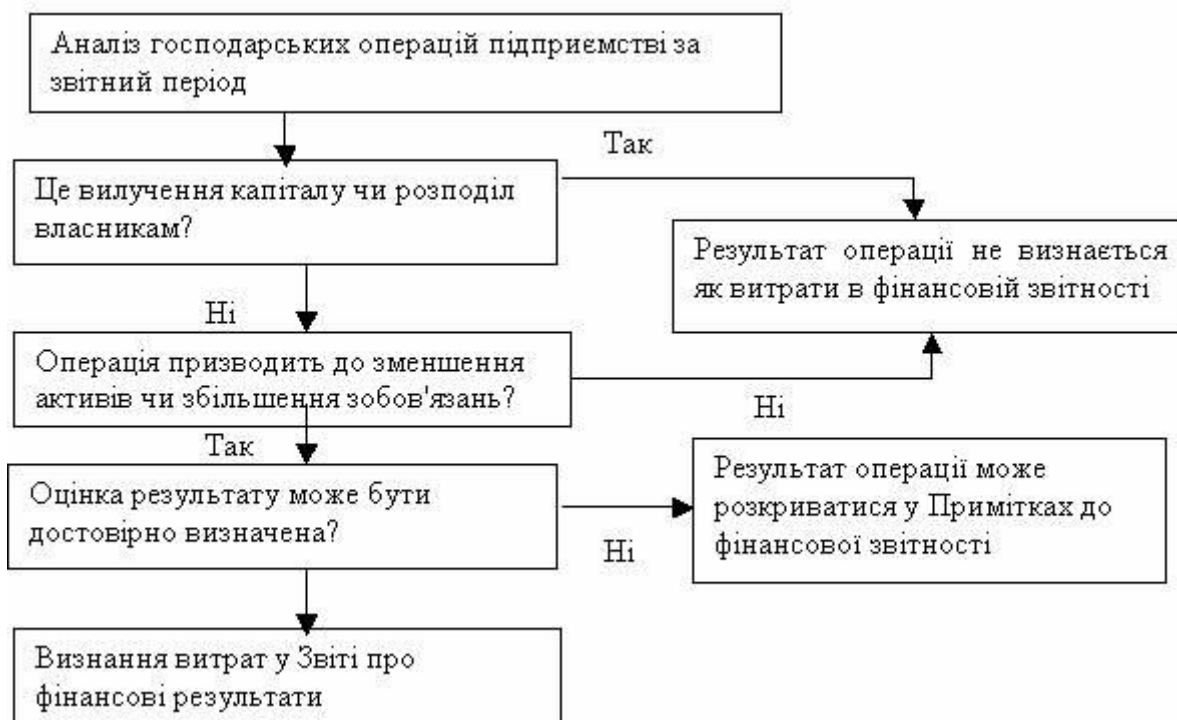 Аналіз господарських операцій підприємстві за
звітний період
Так
Це вилучення капіталу чи розподіл
власникам?
Результат операції не визнається
як витрати в фінансовій звітності
Ні
Операція призводить до зменшення
активів чи збільшення зобов'язань?
Ні
Так
Результат операції може
розкриватися у Примітках до
фінансової звітності
Оцінка результату може бути
достовірно визначена?
Ні
Визнання витрат у Звіті про
фінансові результати